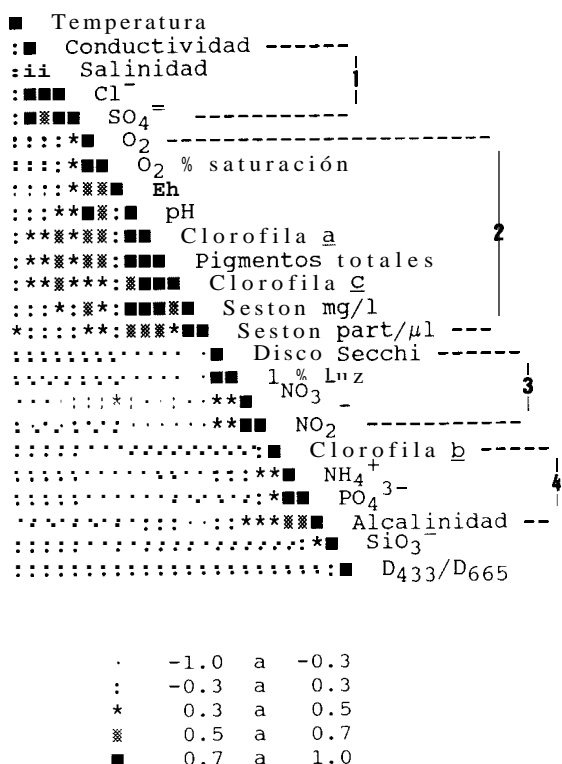 Temperatura
Conductividad
Salinidad
1
Cl⁻
SO₄⁼
O₂
O₂ % saturación
Eh
pH
Clorofila a
2
Pigmentos totales
Clorofila c
Seston mg/l
Seston part/µl
Disco Secchi
1 % Luz
3
NO₃⁻
NO₂
Clorofila b
NH₄⁺
4
PO₄³⁻
Alcalinidad
SiO₃⁻
D₄₃₃/D₆₆₅
· -1.0 a -0.3
: -0.3 a 0.3
* 0.3 a 0.5
▒ 0.5 a 0.7
■ 0.7 a 1.0